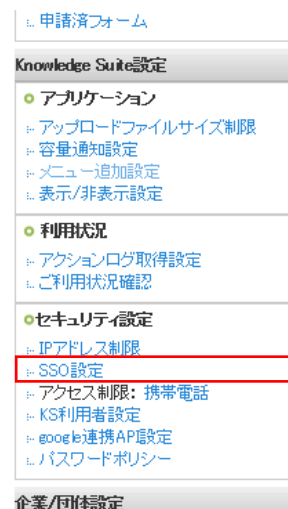 申請済フォーム
Knowledge Suite設定
アプリケーション
アップロードファイルサイズ制限
容量通知設定
メニュー追加設定
表示/非表示設定
利用状況
アクションログ取得設定
ご利用状況確認
セキュリティ設定
IPアドレス制限
SSO設定
アクセス制限: 携帯電話
KS利用者設定
google連携API設定
パスワードポリシー
企業/団体設定